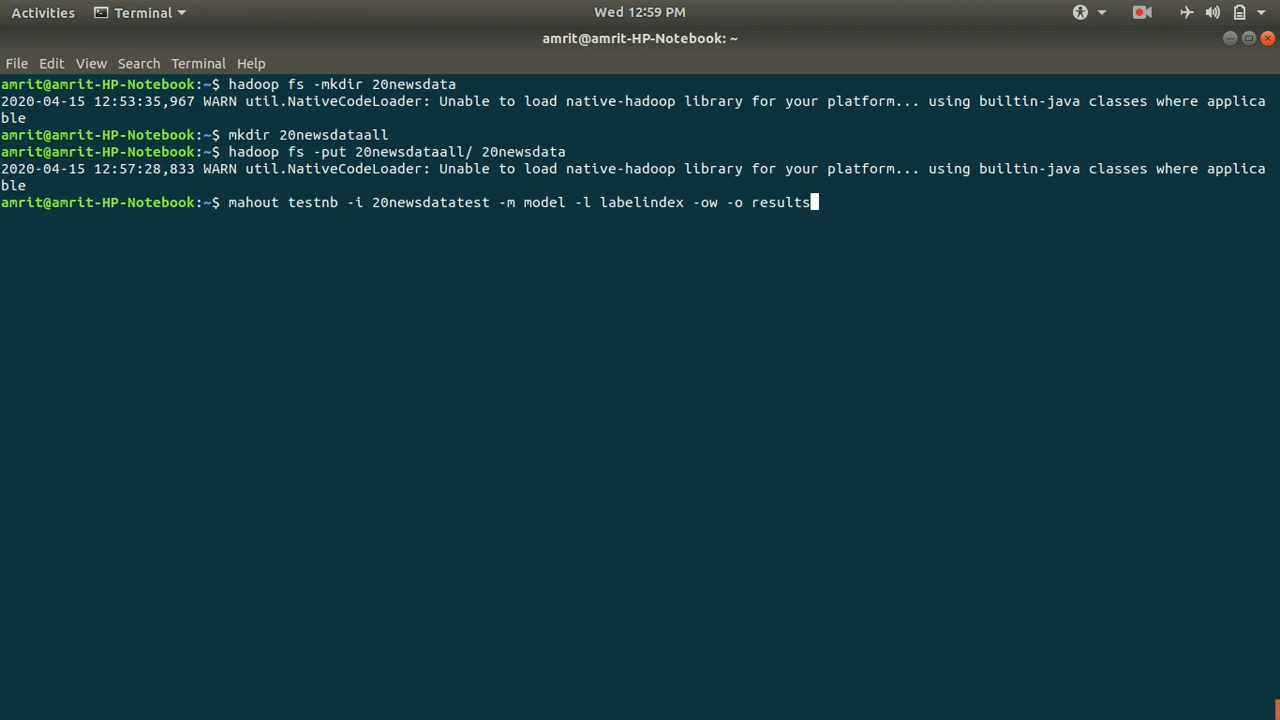 Activities Terminal Wed 12:59 PM
amrit@amrit-HP-Notebook: ~
File Edit View Search Terminal Help
amrit@amrit-HP-Notebook:~$ hadoop fs -mkdir 20newsdata
2020-04-15 12:53:35,967 WARN util.NativeCodeLoader: Unable to load native-hadoop library for your platform... using builtin-java classes where applica
ble
amrit@amrit-HP-Notebook:~$ mkdir 20newsdataall
amrit@amrit-HP-Notebook:~$ hadoop fs -put 20newsdataall/ 20newsdata
2020-04-15 12:57:28,833 WARN util.NativeCodeLoader: Unable to load native-hadoop library for your platform... using builtin-java classes where applica
ble
amrit@amrit-HP-Notebook:~$ mahout testnb -i 20newsdatatest -m model -l labelindex -ow -o results